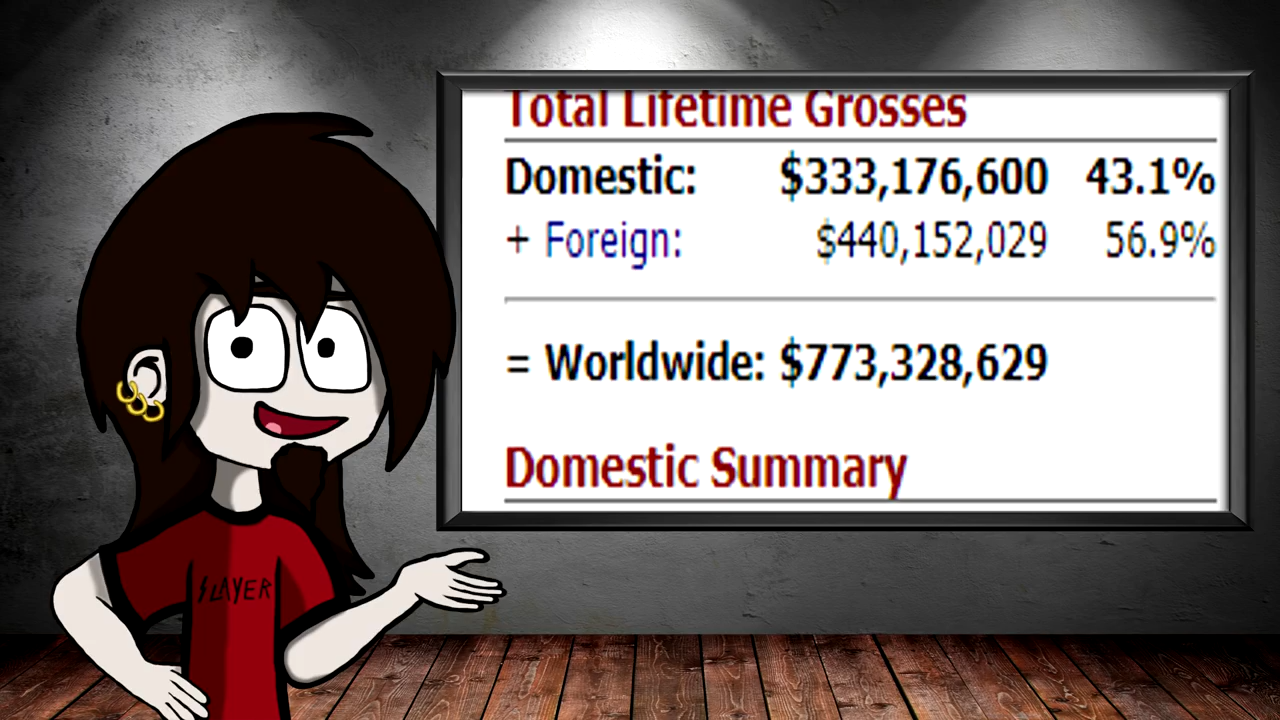 Total Lifetime Grosses
Domestic: $333,176,600 43.1%
+ Foreign: $440,152,029 56.9%
= Worldwide: $773,328,629
Domestic Summary
SLAYER